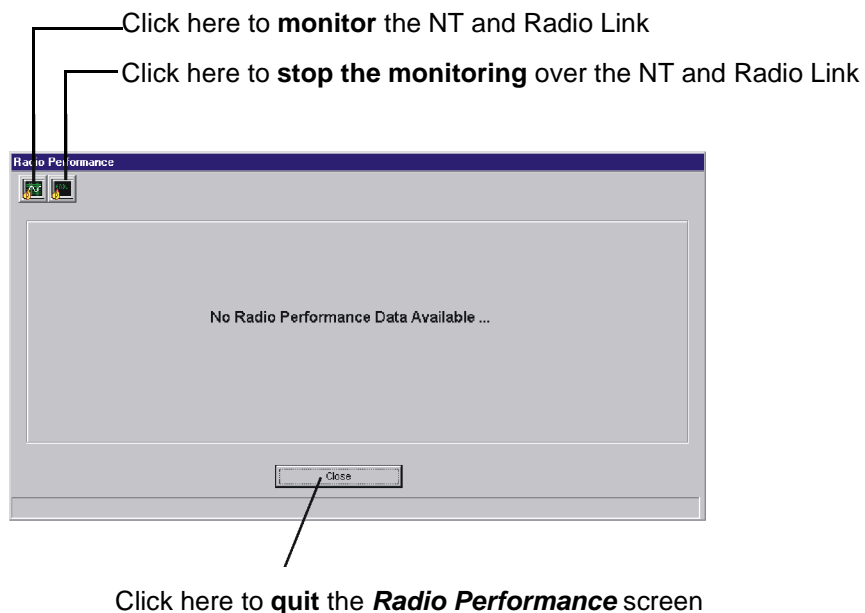 Click here to monitor the NT and Radio Link
Click here to stop the monitoring over the NT and Radio Link
Radio Performance
No Radio Performance Data Available ...
Close
Click here to quit the Radio Performance screen